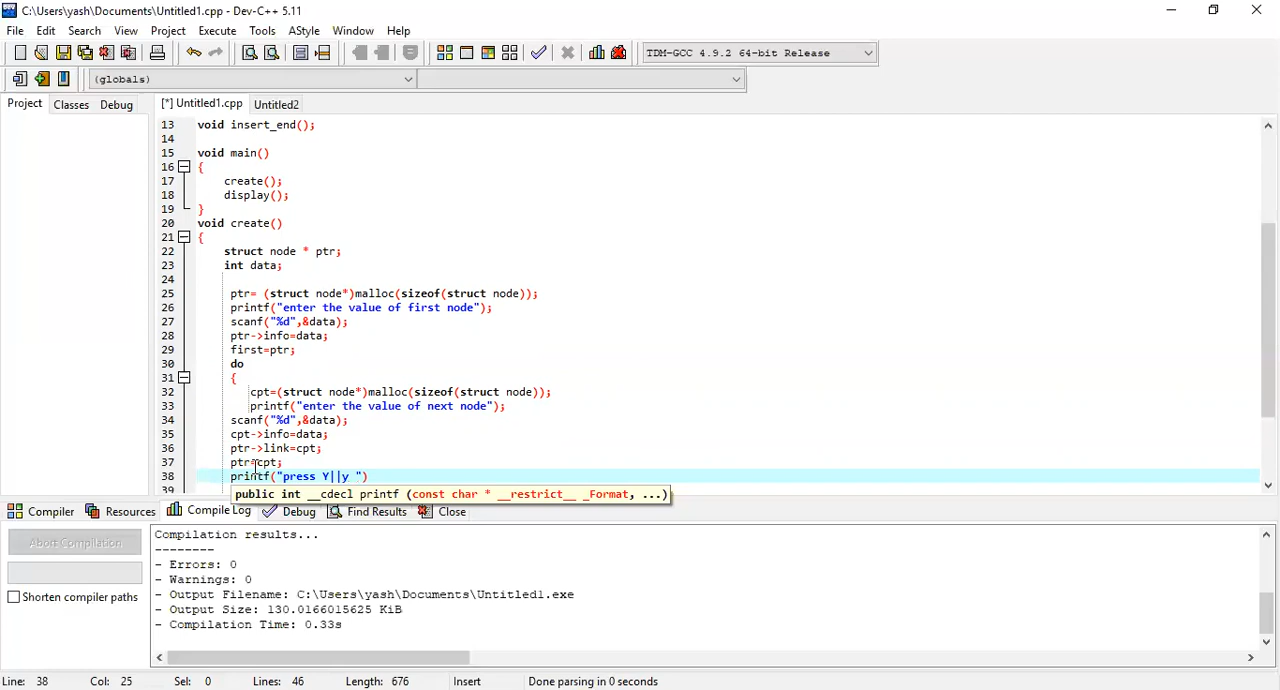 C:\Users\yash\Documents\Untitled1.cpp - Dev-C++ 5.11
File Edit Search View Project Execute Tools AStyle Window Help
TDM-GCC 4.9.2 64-bit Release
(globals)
Project Classes Debug [*] Untitled1.cpp Untitled2
13 void insert_end();
14
15 void main()
16 {
17 create();
18 display();
19 }
20 void create()
21 {
22 struct node * ptr;
23 int data;
24
25 ptr= (struct node*)malloc(sizeof(struct node));
26 printf("enter the value of first node");
27 scanf("%d",&data);
28 ptr->info=data;
29 first=ptr;
30 do
31 {
32 cpt=(struct node*)malloc(sizeof(struct node));
33 printf("enter the value of next node");
34 scanf("%d",&data);
35 cpt->info=data;
36 ptr->link=cpt;
37 ptr=cpt;
38 printf("press Y||y ")
39 public int __cdecl printf (const char * __restrict__ _Format, ...)
Compiler Resources Compile Log Debug Find Results Close
Abort Compilation
Shorten compiler paths
Compilation results...
--------
- Errors: 0
- Warnings: 0
- Output Filename: C:\Users\yash\Documents\Untitled1.exe
- Output Size: 130.0166015625 KiB
- Compilation Time: 0.33s
Line: 38 Col: 25 Sel: 0 Lines: 46 Length: 676 Insert Done parsing in 0 seconds